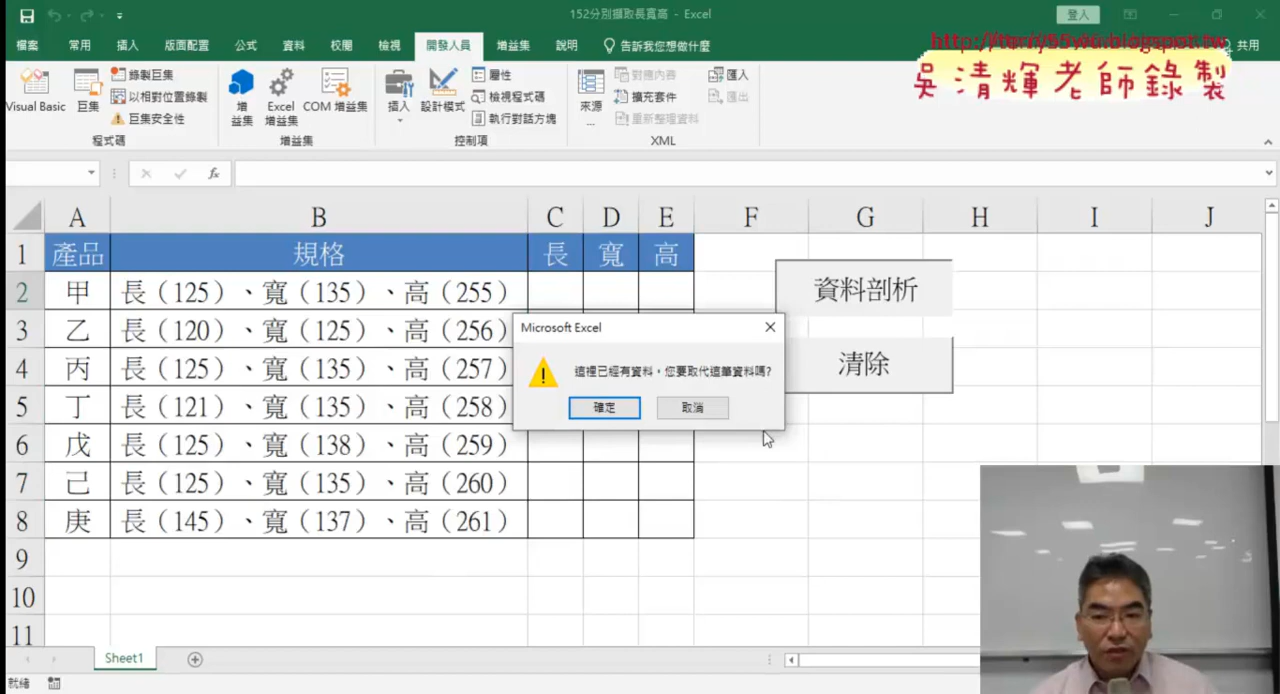 152分別擷取長寬高 - Excel
登入
檔案 常用 插入 版面配置 公式 資料 校閱 檢視 開發人員 增益集 說明 告訴我您想做什麼 共用
http://terry55wu.blogspot.tw
吳清輝老師錄製
Visual Basic 巨集 錄製巨集 以相對位置錄製 巨集安全性
增益集 Excel 增益集 COM 增益集
插入 設計模式 屬性 檢視程式碼 執行對話方塊
來源... 對應內容 擴充套件 重新整理資料 匯入 匯出
程式碼 增益集 控制項 XML
fx
A B C D E F G H I J
1 產品 規格 長 寬 高
2 甲 長（125）、寬（135）、高（255）
3 乙 長（120）、寬（125）、高（256）
4 丙 長（125）、寬（135）、高（257）
5 丁 長（121）、寬（135）、高（258）
6 戊 長（125）、寬（138）、高（259）
7 己 長（125）、寬（135）、高（260）
8 庚 長（145）、寬（137）、高（261）
9
10
11
資料剖析
清除
Microsoft Excel
這裡已經有資料，您要取代這筆資料嗎?
確定 取消
Sheet1
就緒